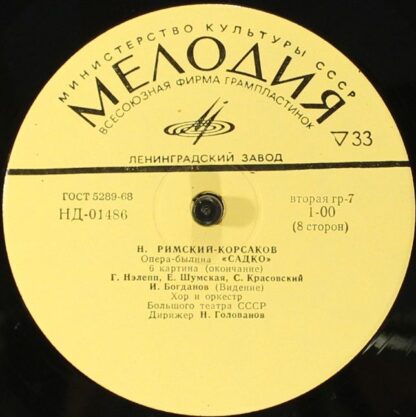 МИНИСТЕРСТВО КУЛЬТУРЫ СССР
МЕЛОДИЯ
ВСЕСОЮЗНАЯ ФИРМА ГРАМПЛАСТИНОК
33
ЛЕНИНГРАДСКИЙ ЗАВОД
ГОСТ 5289-68
НД-01486
вторая гр-7
1-00
(8 сторон)
Н. РИМСКИЙ-КОРСАКОВ
Опера-былина «САДКО»
6 картина (окончание)
Г. Нэлепп, Е. Шумская, С. Красовский
И. Богданов (Видение)
Хор и оркестр
Большого театра СССР
Дирижер Н. Голованов